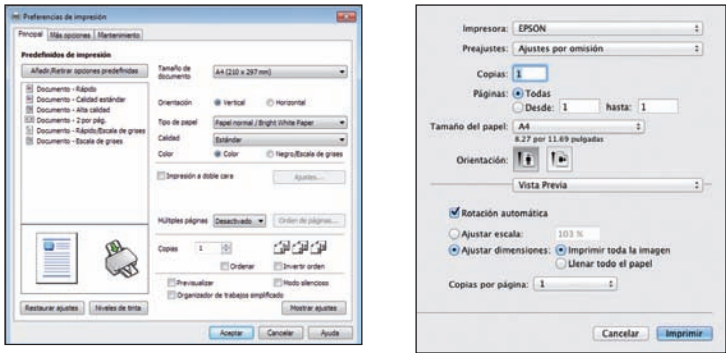 Preferencias de impresión
Principal Más opciones Mantenimiento
Predefinidos de impresión
Añadir/Retirar opciones predefinidas
Documento - Rápido
Documento - Calidad estándar
Documento - Alta calidad
Documento - 2 por pág.
Documento - Rápido/Escala de grises
Documento - Escala de grises
Restaurar ajustes Niveles de tinta
Tamaño de documento A4 (210 x 297 mm)
Orientación Vertical Horizontal
Tipo de papel Papel normal / Bright White Paper
Calidad Estándar
Color Color Negro/Escala de grises
Impresión a doble cara Ajustes...
Múltiples páginas Desactivado Orden de páginas...
Copias 1
Ordenar Invertir orden
Previsualizar Modo silencioso
Organizador de trabajos simplificado
Mostrar ajustes
Aceptar Cancelar Ayuda
Impresora: EPSON
Preajustes: Ajustes por omisión
Copias: 1
Páginas: Todas
Desde: 1 hasta: 1
Tamaño del papel: A4
8.27 por 11.69 pulgadas
Orientación:
Vista Previa
Rotación automática
Ajustar escala: 103 %
Ajustar dimensiones: Imprimir toda la imagen
Llenar todo el papel
Copias por página: 1
Cancelar Imprimir